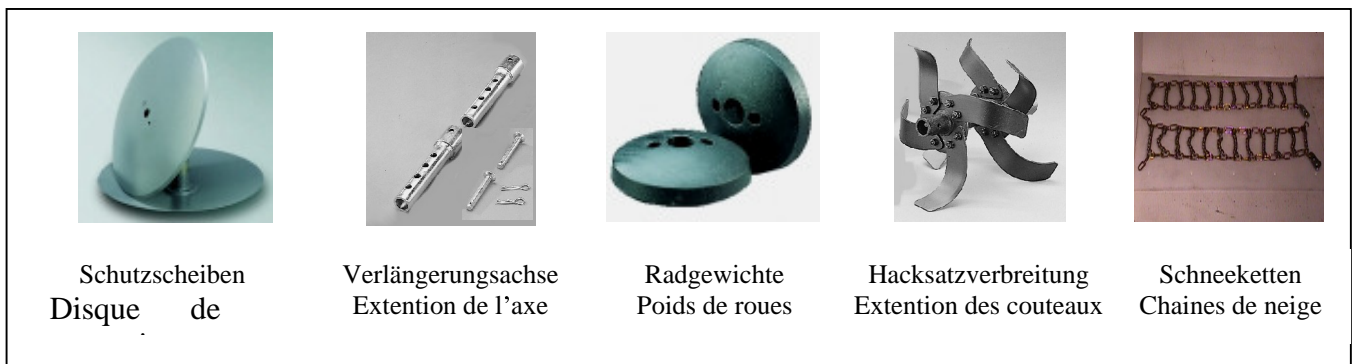 Schutzscheiben
Disque de
Verlängerungsachse
Extention de l’axe
Radgewichte
Poids de roues
Hacksatzverbreitung
Extention des couteaux
Schneeketten
Chaines de neige